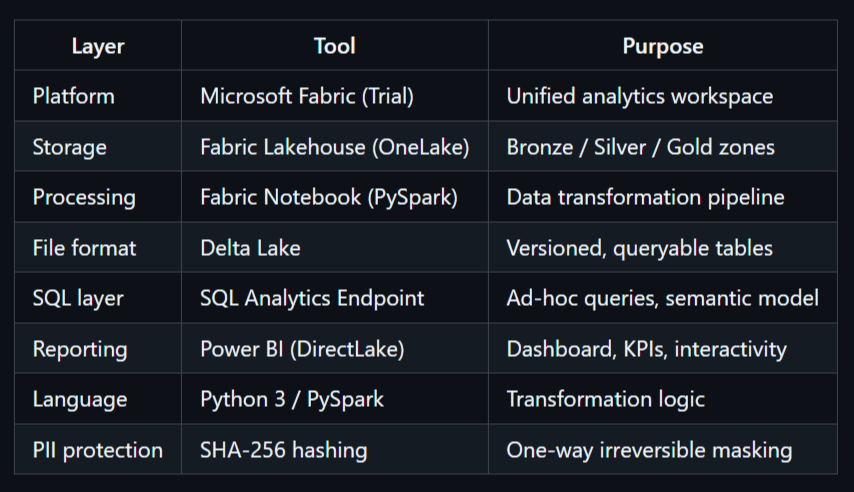 Layer Tool Purpose
Platform Microsoft Fabric (Trial) Unified analytics workspace
Storage Fabric Lakehouse (OneLake) Bronze / Silver / Gold zones
Processing Fabric Notebook (PySpark) Data transformation pipeline
File format Delta Lake Versioned, queryable tables
SQL layer SQL Analytics Endpoint Ad-hoc queries, semantic model
Reporting Power BI (DirectLake) Dashboard, KPIs, interactivity
Language Python 3 / PySpark Transformation logic
PII protection SHA-256 hashing One-way irreversible masking